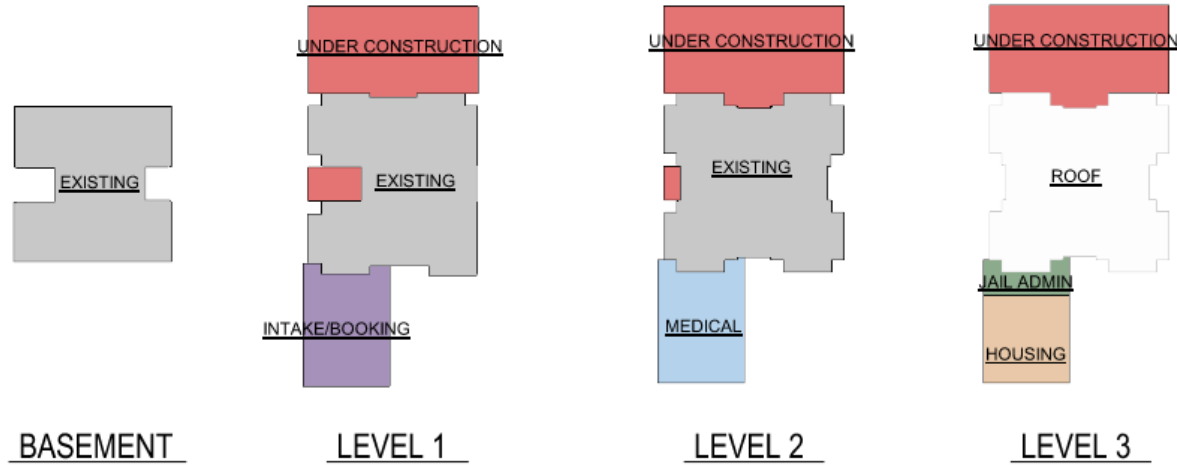 UNDER CONSTRUCTION
UNDER CONSTRUCTION
UNDER CONSTRUCTION
EXISTING
EXISTING
EXISTING
ROOF
INTAKE/BOOKING
MEDICAL
JAIL ADMIN
HOUSING
BASEMENT
LEVEL 1
LEVEL 2
LEVEL 3